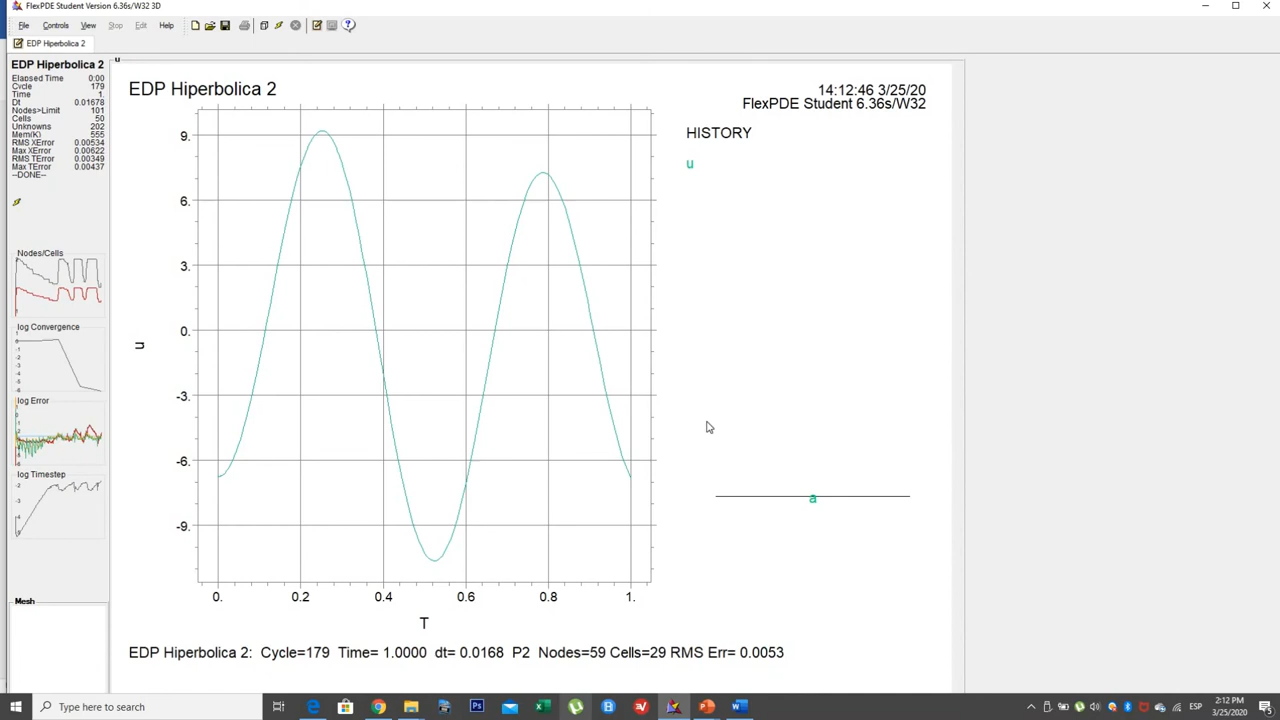 FlexPDE Student Version 6.36s/W32 3D
File Controls View Stop Edit Help
EDP Hiperbolica 2
EDP Hiperbolica 2
Elapsed Time 0:00
Cycle 179
Time 1.
Dt 0.01678
Nodes>Limit 101
Cells 50
Unknowns 202
Mem(K) 555
RMS XError 0.00534
Max XError 0.00622
RMS TError 0.00349
Max TError 0.00437
--DONE--
Nodes/Cells
log Convergence
log Error
log Timestep
Mesh
u
EDP Hiperbolica 2
14:12:46 3/25/20
FlexPDE Student 6.36s/W32
HISTORY
u
9.
6.
3.
0.
-3.
-6.
-9.
u
0. 0.2 0.4 0.6 0.8 1.
T
a
EDP Hiperbolica 2: Cycle=179 Time= 1.0000 dt= 0.0168 P2 Nodes=59 Cells=29 RMS Err= 0.0053
Type here to search
ESP
2:12 PM
3/25/2020